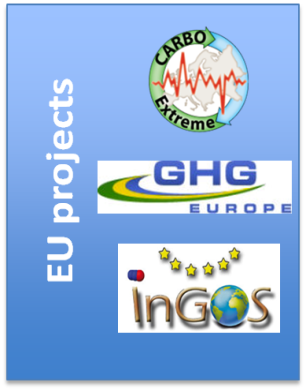 EU projects
CARBO
Extreme
GHG
EUROPE
InGOS